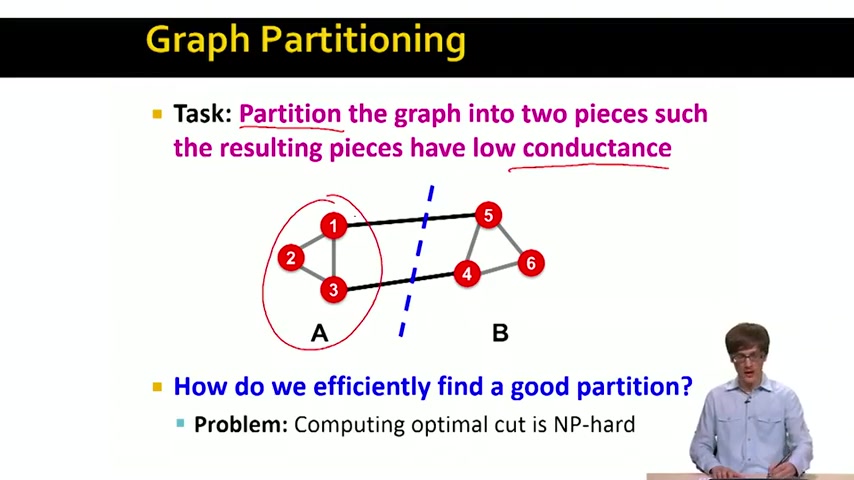 Graph Partitioning
Task: Partition the graph into two pieces such
the resulting pieces have low conductance
1
5
2
6
4
3
A
B
How do we efficiently find a good partition?
Problem: Computing optimal cut is NP-hard